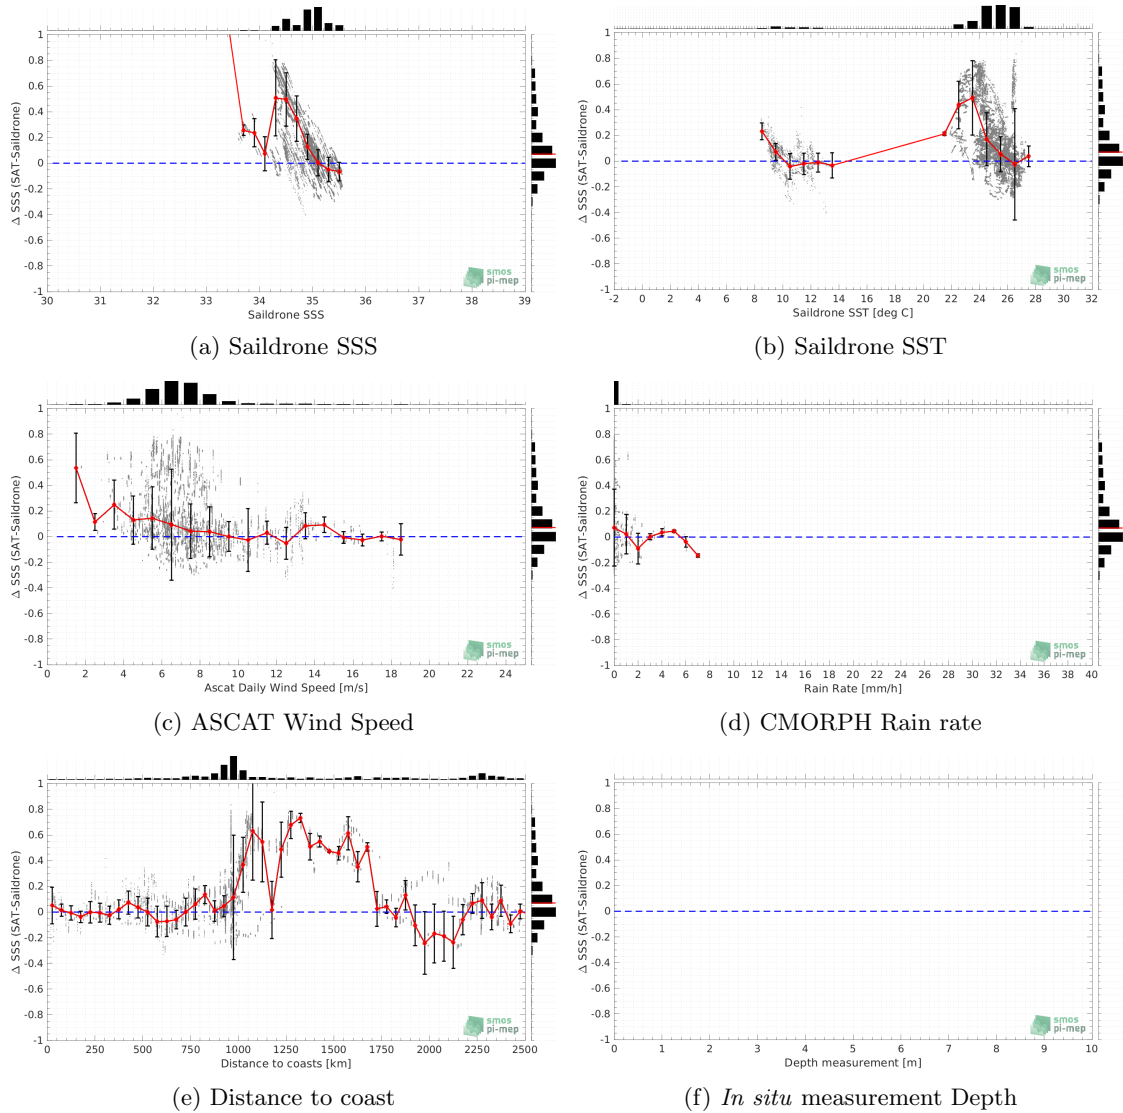 1
0.8
0.6
0.4
0.2
0
-0.2
-0.4
-0.6
-0.8
-1
Δ SSS (SAT-Saildrone)
smos
pi-mep
30 31 32 33 34 35 36 37 38 39
Saildrone SSS
(a) Saildrone SSS
1
0.8
0.6
0.4
0.2
0
-0.2
-0.4
-0.6
-0.8
-1
Δ SSS (SAT-Saildrone)
smos
pi-mep
-2 0 2 4 6 8 10 12 14 16 18 20 22 24 26 28 30 32
Saildrone SST [deg C]
(b) Saildrone SST
1
0.8
0.6
0.4
0.2
0
-0.2
-0.4
-0.6
-0.8
-1
Δ SSS (SAT-Saildrone)
smos
pi-mep
0 2 4 6 8 10 12 14 16 18 20 22 24
Ascat Daily Wind Speed [m/s]
(c) ASCAT Wind Speed
1
0.8
0.6
0.4
0.2
0
-0.2
-0.4
-0.6
-0.8
-1
Δ SSS (SAT-Saildrone)
smos
pi-mep
0 2 4 6 8 10 12 14 16 18 20 22 24 26 28 30 32 34 36 38 40
Rain Rate [mm/h]
(d) CMORPH Rain rate
1
0.8
0.6
0.4
0.2
0
-0.2
-0.4
-0.6
-0.8
-1
Δ SSS (SAT-Saildrone)
smos
pi-mep
0 250 500 750 1000 1250 1500 1750 2000 2250 2500
Distance to coasts [km]
(e) Distance to coast
1
0.8
0.6
0.4
0.2
0
-0.2
-0.4
-0.6
-0.8
-1
Δ SSS (SAT-Saildrone)
smos
pi-mep
0 1 2 3 4 5 6 7 8 9 10
Depth measurement [m]
(f) In situ measurement Depth